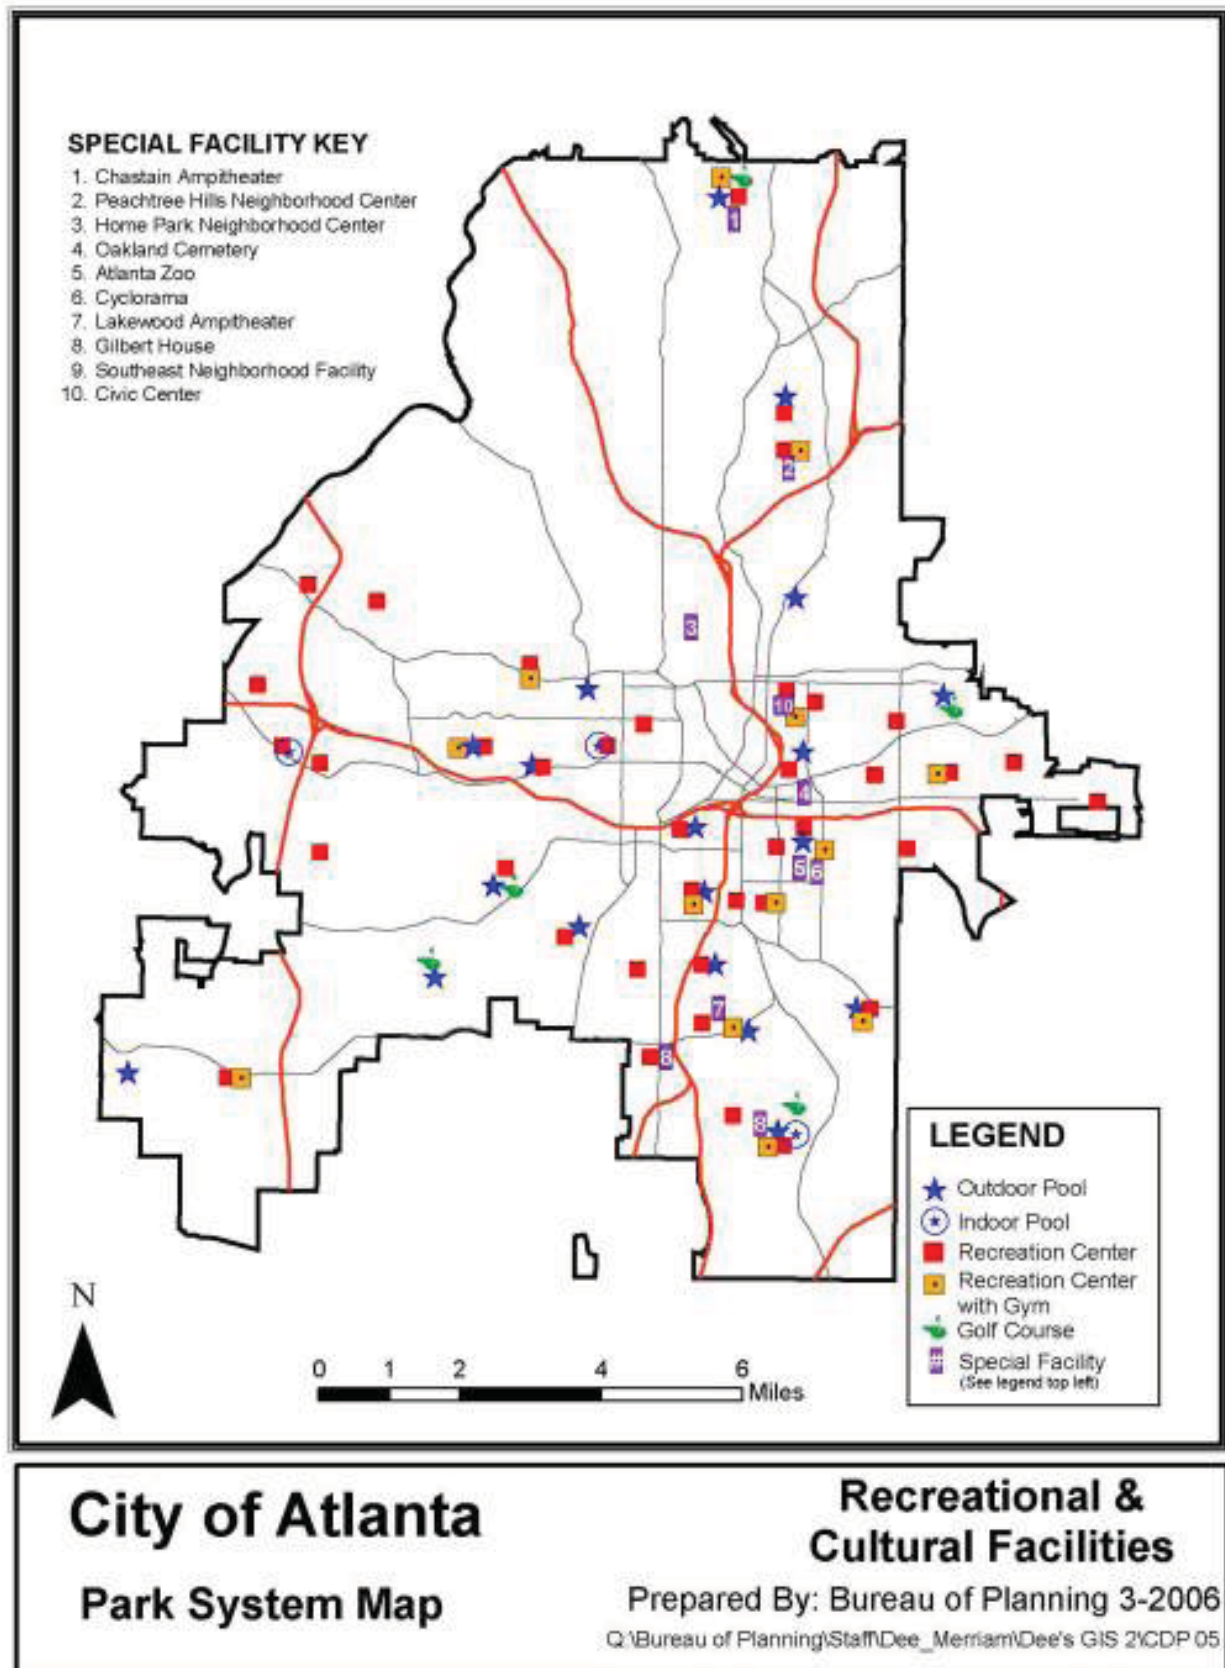 SPECIAL FACILITY KEY
1. Chastain Ampitheater
2. Peachtree Hills Neighborhood Center
3. Home Park Neighborhood Center
4. Oakland Cemetery
5. Atlanta Zoo
6. Cyclorama
7. Lakewood Ampitheater
8. Gilbert House
9. Southeast Neighborhood Facility
10. Civic Center
1
2
3
10
4
5
6
7
8
LEGEND
Outdoor Pool
Indoor Pool
Recreation Center
Recreation Center
with Gym
Golf Course
# Special Facility
(See legend top left)
N
0 1 2 4 6
Miles
City of Atlanta
Park System Map
Recreational &
Cultural Facilities
Prepared By: Bureau of Planning 3-2006
Q:\Bureau of Planning\Staff\Dee_Merriam\Dee's GIS 2\CDP 05